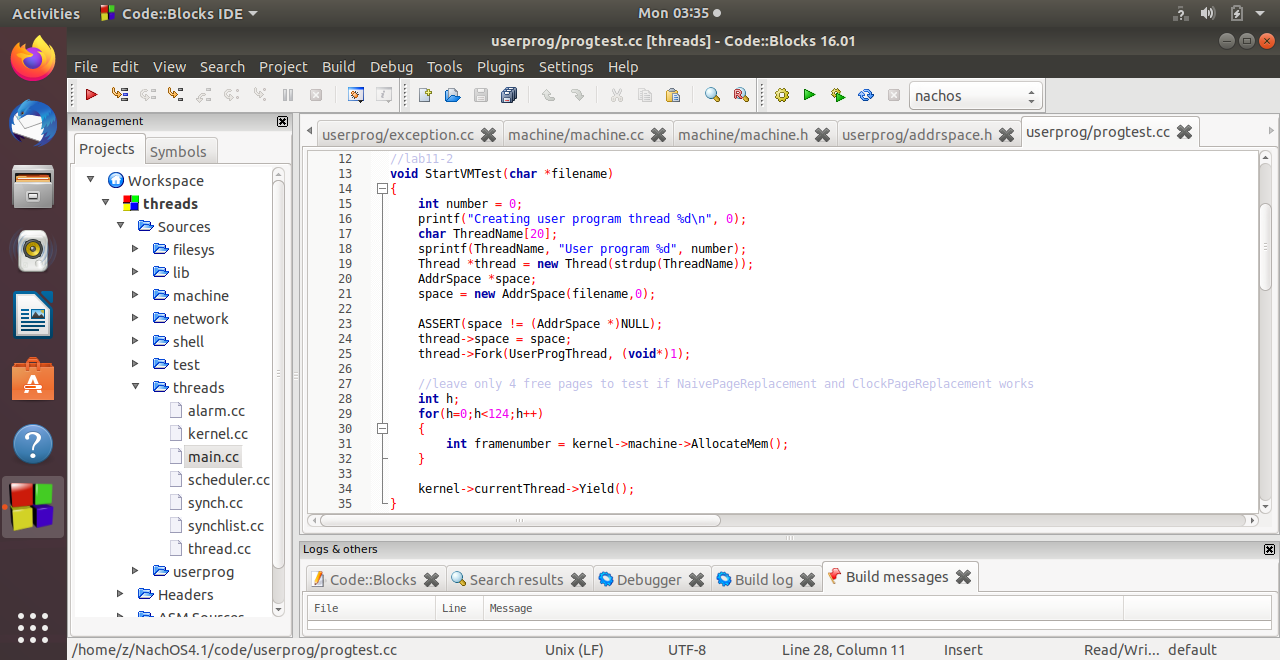 Activities Code::Blocks IDE Mon 03:35
userprog/progtest.cc [threads] - Code::Blocks 16.01
File Edit View Search Project Build Debug Tools Plugins Settings Help
nachos
Management
Projects Symbols
Workspace
threads
Sources
filesys
lib
machine
network
shell
test
threads
alarm.cc
kernel.cc
main.cc
scheduler.cc
synch.cc
synchlist.cc
thread.cc
userprog
Headers
ASM Sources
userprog/exception.cc machine/machine.cc machine/machine.h userprog/addrspace.h userprog/progtest.cc
12 //lab11-2
13 void StartVMTest(char *filename)
14 {
15 int number = 0;
16 printf("Creating user program thread %d\n", 0);
17 char ThreadName[20];
18 sprintf(ThreadName, "User program %d", number);
19 Thread *thread = new Thread(strdup(ThreadName));
20 AddrSpace *space;
21 space = new AddrSpace(filename,0);
22
23 ASSERT(space != (AddrSpace *)NULL);
24 thread->space = space;
25 thread->Fork(UserProgThread, (void*)1);
26
27 //leave only 4 free pages to test if NaivePageReplacement and ClockPageReplacement works
28 int h;
29 for(h=0;h<124;h++)
30 {
31 int framenumber = kernel->machine->AllocateMem();
32 }
33
34 kernel->currentThread->Yield();
35 }
Logs & others
Code::Blocks Search results Debugger Build log Build messages
File Line Message
/home/z/NachOS4.1/code/userprog/progtest.cc Unix (LF) UTF-8 Line 28, Column 11 Insert Read/Wri... default